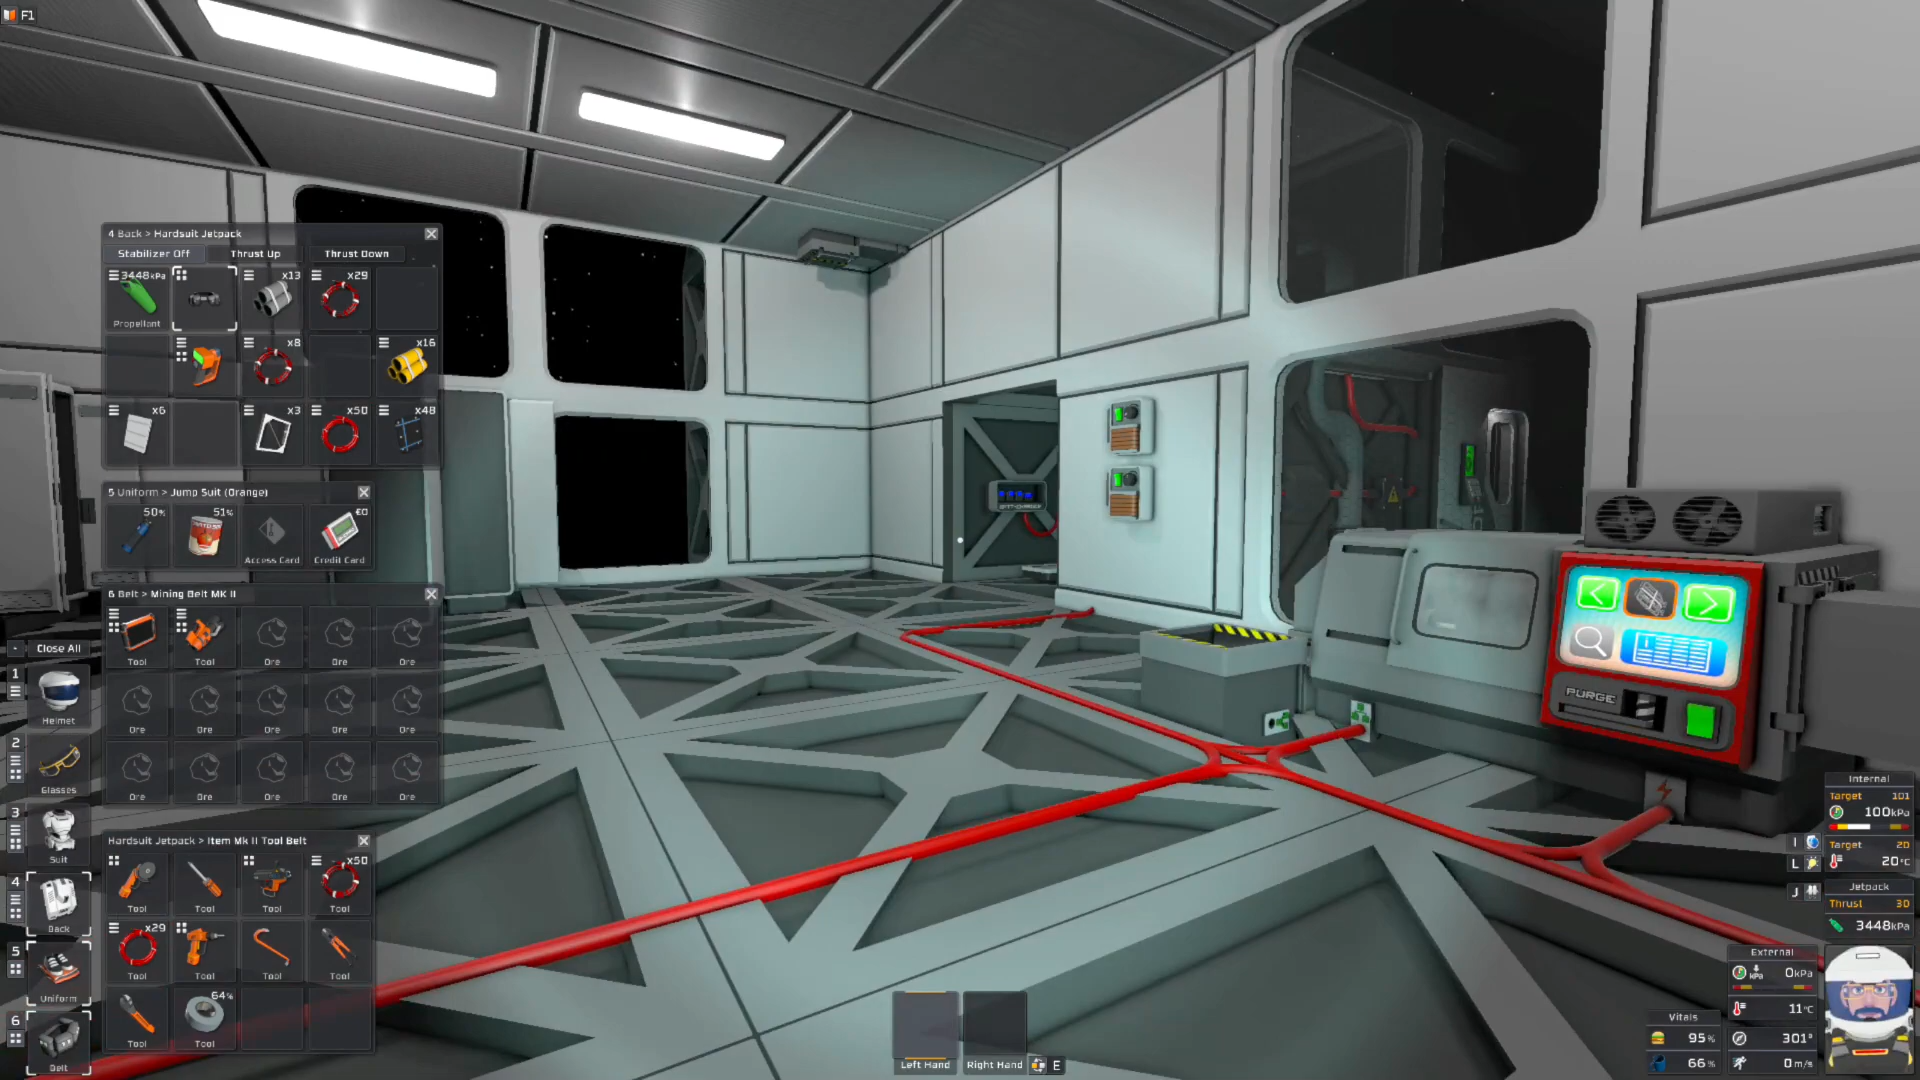 F1
4 Back > Hardsuit Jetpack
Stabilizer Off Thrust Up Thrust Down
3448kPa x13 x29
Propellant
x8 x16
x6 x3 x50 x48
5 Uniform > Jump Suit (Orange)
50% 51% €0
Access Card Credit Card
6 Belt > Mining Belt MK II
Tool Tool Ore Ore Ore
Ore Ore Ore Ore Ore
Ore Ore Ore Ore Ore
Close All
1
Helmet
2
Glasses
3
Suit
4
Back
5
Uniform
6
Belt
Hardsuit Jetpack > Item Mk II Tool Belt
x50
Tool Tool Tool Tool
x29
Tool Tool Tool Tool
64%
Tool Tool
PURGE
Left Hand Right Hand E
Internal
Target 101
100kPa
I
Target 20
L 20°C
J
Jetpack
Thrust 30
3448kPa
External
kPa 0kPa
11°C
301°
0m/s
Vitals
95%
66%